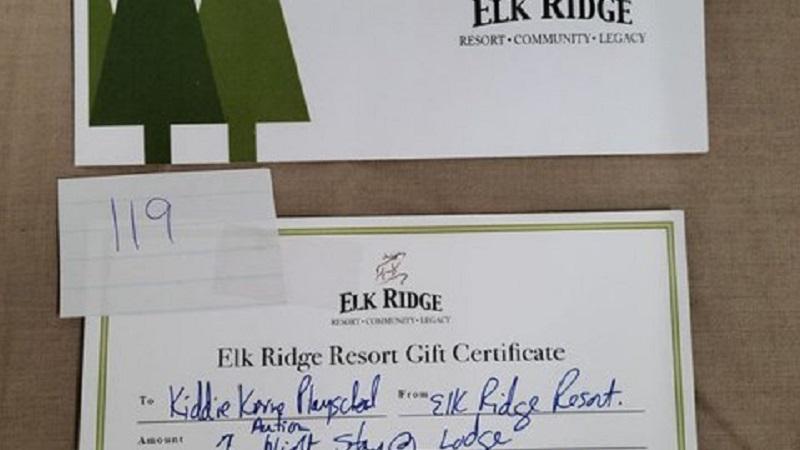 ELK RIDGE
RESORT • COMMUNITY • LEGACY
119
ELK RIDGE
RESORT • COMMUNITY • LEGACY
Elk Ridge Resort Gift Certificate
To Kiddie Playschool From Elk Ridge Resort.
Auction
Amount Night Stay @ Lodge